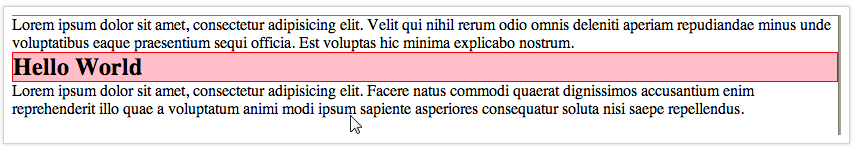 Lorem ipsum dolor sit amet, consectetur adipisicing elit. Velit qui nihil rerum odio omnis deleniti aperiam repudiandae minus unde
voluptatibus eaque praesentium sequi officia. Est voluptas hic minima explicabo nostrum.
Hello World
Lorem ipsum dolor sit amet, consectetur adipisicing elit. Facere natus commodi quaerat dignissimos accusantium enim
reprehenderit illo quae a voluptatum animi modi ipsum sapiente asperiores consequatur soluta nisi saepe repellendus.